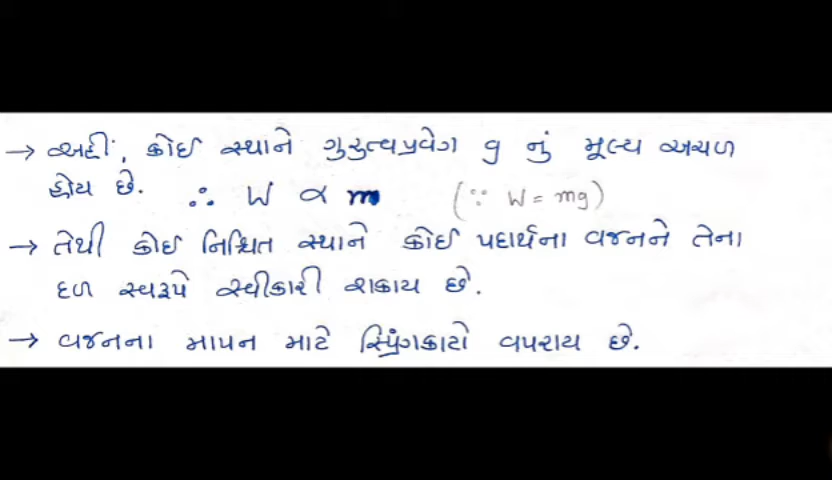 → અહીં, કોઈ સ્થાને ગુરુત્વપ્રવેગ g નું મૂલ્ય અચળ
હોય છે. ∴ W ∝ m (∵ W = mg)
→ તેથી કોઈ નિશ્ચિત સ્થાને કોઈ પદાર્થના વજનને તેના
દળ સ્વરૂપે સ્વીકારી શકાય છે.
→ વજનના માપન માટે સ્પ્રિંગકાંટો વપરાય છે.